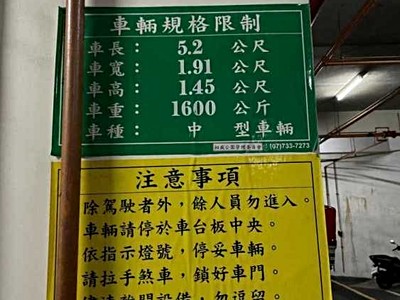 車輛規格限制
車長： 5.2 公尺
車寬： 1.91 公尺
車高： 1.45 公尺
車重： 1600 公斤
車種： 中 型車輛
(97)733-7273
注意事項
除駕駛者外，餘人員勿進入。
車輛請停於車台板中央。
依指示燈號，停妥車輛。
請拉手煞車，鎖好車門。